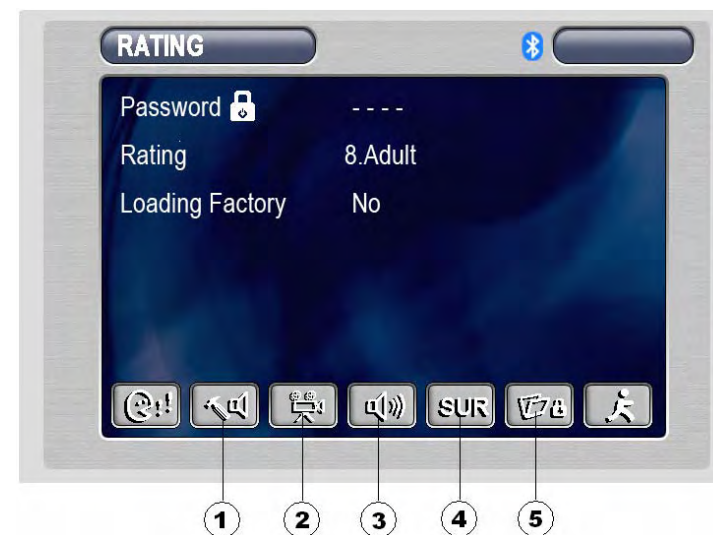 RATING
Password - - - -
Rating 8.Adult
Loading Factory No
!! SUR
1 2 3 4 5